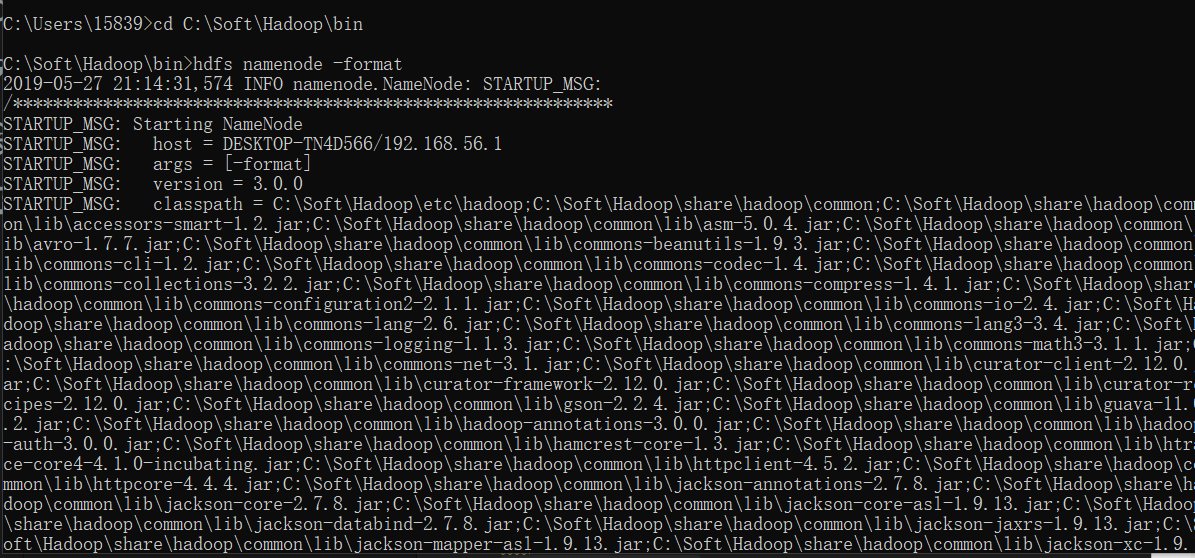 C:\Users\15839>cd C:\Soft\Hadoop\bin
C:\Soft\Hadoop\bin>hdfs namenode -format
2019-05-27 21:14:31,574 INFO namenode.NameNode: STARTUP_MSG:
/************************************************************
STARTUP_MSG: Starting NameNode
STARTUP_MSG:   host = DESKTOP-TN4D566/192.168.56.1
STARTUP_MSG:   args = [-format]
STARTUP_MSG:   version = 3.0.0
STARTUP_MSG:   classpath = C:\Soft\Hadoop\etc\hadoop;C:\Soft\Hadoop\share\hadoop\common;C:\Soft\Hadoop\share\hadoop\com
on\lib\accessors-smart-1.2.jar;C:\Soft\Hadoop\share\hadoop\common\lib\asm-5.0.4.jar;C:\Soft\Hadoop\share\hadoop\common\
ib\avro-1.7.7.jar;C:\Soft\Hadoop\share\hadoop\common\lib\commons-beanutils-1.9.3.jar;C:\Soft\Hadoop\share\hadoop\common
lib\commons-cli-1.2.jar;C:\Soft\Hadoop\share\hadoop\common\lib\commons-codec-1.4.jar;C:\Soft\Hadoop\share\hadoop\common
lib\commons-collections-3.2.2.jar;C:\Soft\Hadoop\share\hadoop\common\lib\commons-compress-1.4.1.jar;C:\Soft\Hadoop\shar
\hadoop\common\lib\commons-configuration2-2.1.1.jar;C:\Soft\Hadoop\share\hadoop\common\lib\commons-io-2.4.jar;C:\Soft\H
doop\share\hadoop\common\lib\commons-lang-2.6.jar;C:\Soft\Hadoop\share\hadoop\common\lib\commons-lang3-3.4.jar;C:\Soft\
adoop\share\hadoop\common\lib\commons-logging-1.1.3.jar;C:\Soft\Hadoop\share\hadoop\common\lib\commons-math3-3.1.1.jar;
:\Soft\Hadoop\share\hadoop\common\lib\commons-net-3.1.jar;C:\Soft\Hadoop\share\hadoop\common\lib\curator-client-2.12.0.
ar;C:\Soft\Hadoop\share\hadoop\common\lib\curator-framework-2.12.0.jar;C:\Soft\Hadoop\share\hadoop\common\lib\curator-r
cipes-2.12.0.jar;C:\Soft\Hadoop\share\hadoop\common\lib\gson-2.2.4.jar;C:\Soft\Hadoop\share\hadoop\common\lib\guava-11.
.2.jar;C:\Soft\Hadoop\share\hadoop\common\lib\hadoop-annotations-3.0.0.jar;C:\Soft\Hadoop\share\hadoop\common\lib\hadoop
-auth-3.0.0.jar;C:\Soft\Hadoop\share\hadoop\common\lib\hamcrest-core-1.3.jar;C:\Soft\Hadoop\share\hadoop\common\lib\htra
ce-core4-4.1.0-incubating.jar;C:\Soft\Hadoop\share\hadoop\common\lib\httpclient-4.5.2.jar;C:\Soft\Hadoop\share\hadoop\co
mmon\lib\httpcore-4.4.4.jar;C:\Soft\Hadoop\share\hadoop\common\lib\jackson-annotations-2.7.8.jar;C:\Soft\Hadoop\share\ha
doop\common\lib\jackson-core-2.7.8.jar;C:\Soft\Hadoop\share\hadoop\common\lib\jackson-core-asl-1.9.13.jar;C:\Soft\Hadoop
\share\hadoop\common\lib\jackson-databind-2.7.8.jar;C:\Soft\Hadoop\share\hadoop\common\lib\jackson-jaxrs-1.9.13.jar;C:\S
oft\Hadoop\share\hadoop\common\lib\jackson-mapper-asl-1.9.13.jar;C:\Soft\Hadoop\share\hadoop\common\lib\jackson-xc-1.9.